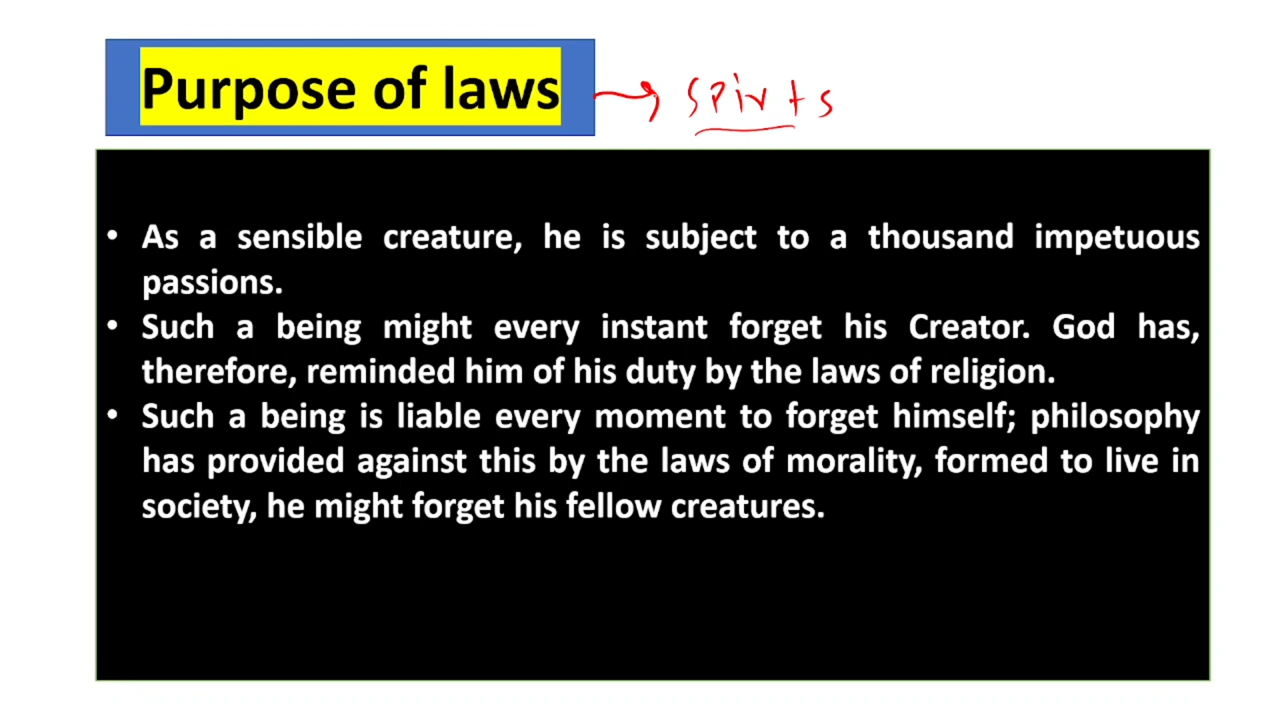 Purpose of laws
spirts
• As a sensible creature, he is subject to a thousand impetuous
passions.
• Such a being might every instant forget his Creator. God has,
therefore, reminded him of his duty by the laws of religion.
• Such a being is liable every moment to forget himself; philosophy
has provided against this by the laws of morality, formed to live in
society, he might forget his fellow creatures.